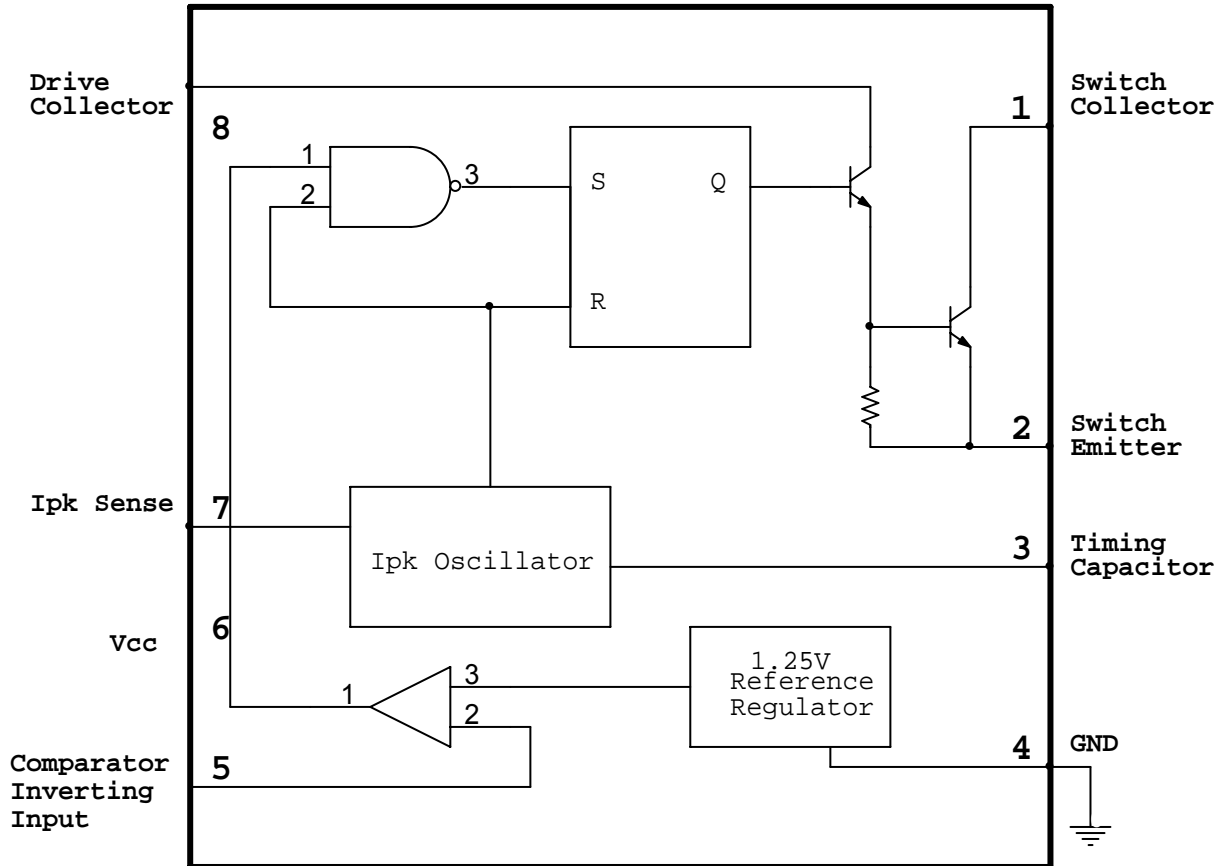 Drive
Collector
8
1
2
3
S
Q
R
1
Switch
Collector
2
Switch
Emitter
Ipk Sense
7
Ipk Oscillator
3
Timing
Capacitor
Vcc
6
1
3
2
1.25V
Reference
Regulator
4
GND
Comparator
Inverting
Input
5